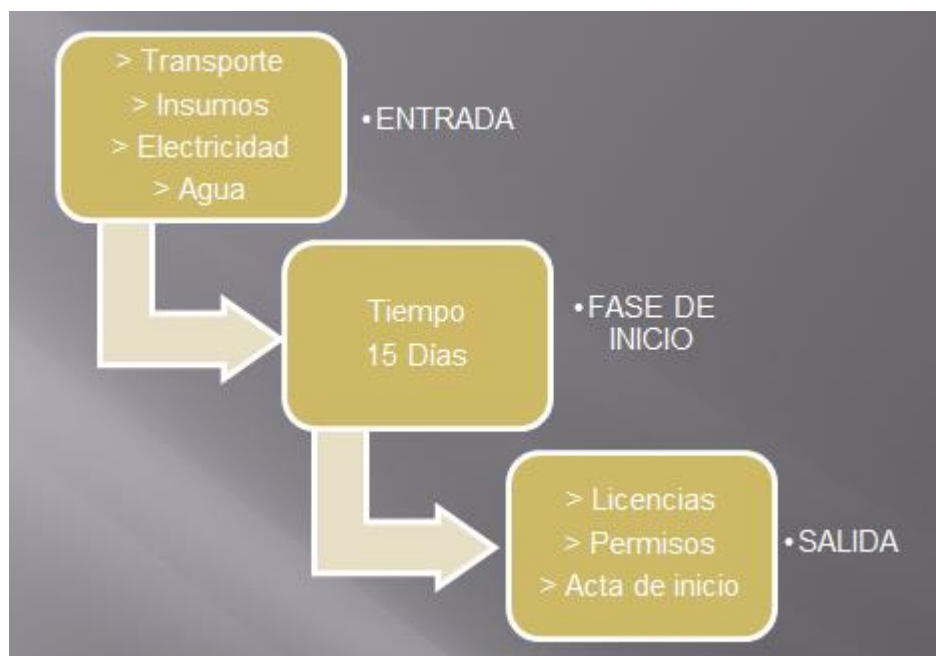 > Transporte
> Insumos
> Electricidad
> Agua
•ENTRADA
Tiempo
15 Días
•FASE DE
INICIO
> Licencias
> Permisos
> Acta de inicio
•SALIDA